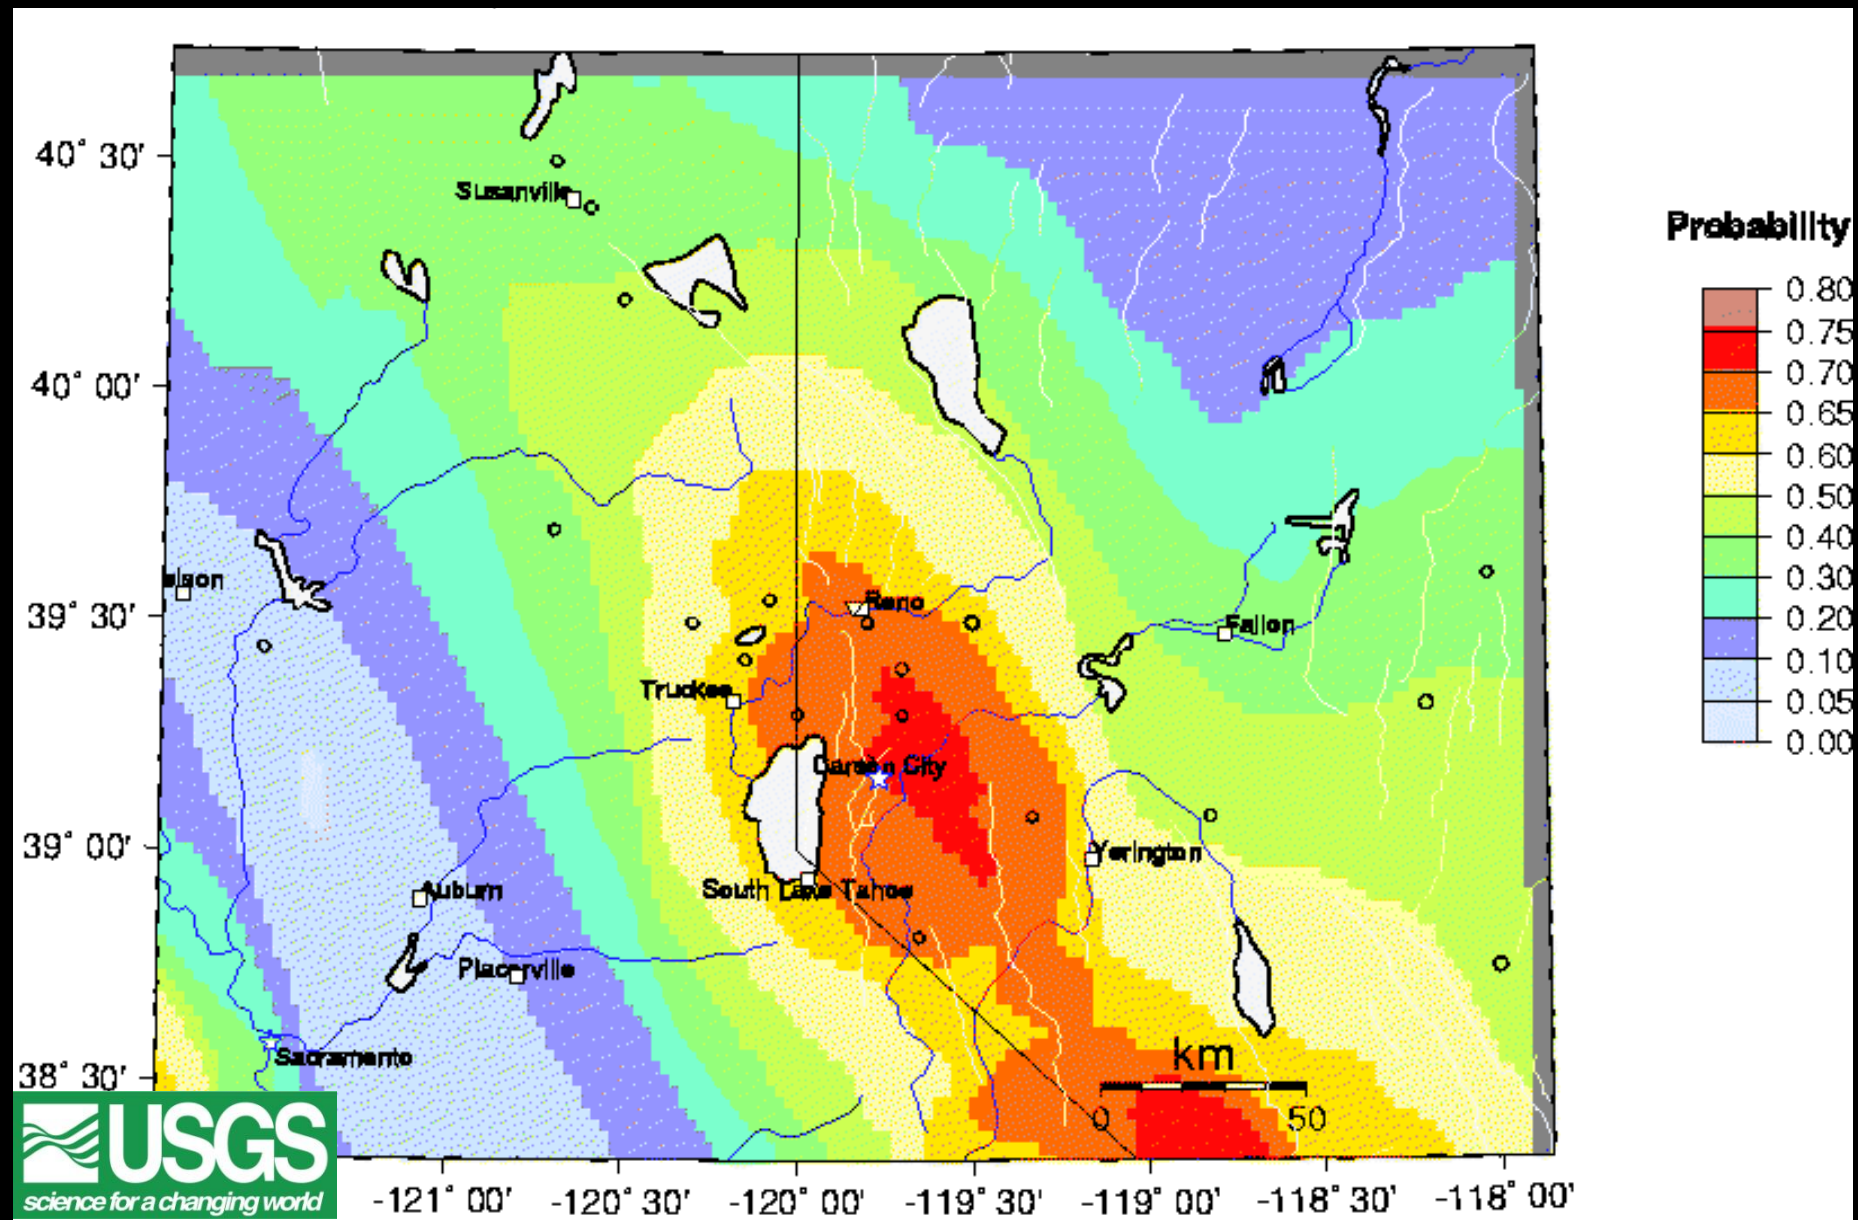 40° 30'
Susanville
Probability
0.80
0.75
40° 00'
0.70
0.65
0.60
0.50
0.40
0.30
elson
Reno
39° 30'
Fallon
0.20
0.10
Truckee
0.05
0.00
Carson City
39° 00'
Yerington
Auburn
South Lake Tahoe
Placerville
km
Sacramento
38° 30'
0 50
USGS
science for a changing world
-121° 00' -120° 30' -120° 00' -119° 30' -119° 00' -118° 30' -118° 00'